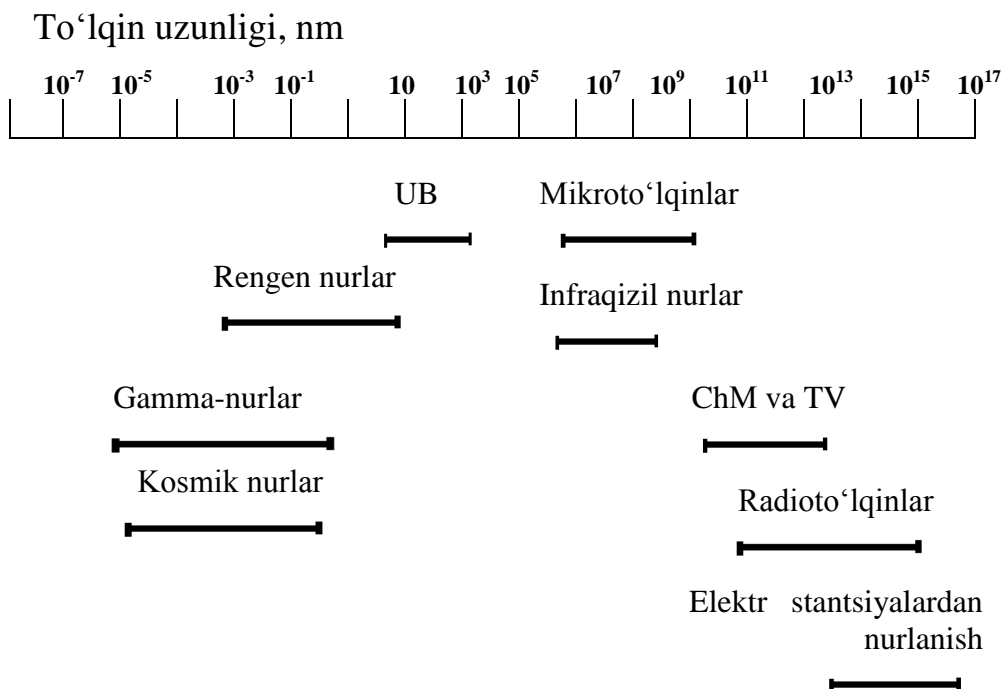 To‘lqin uzunligi, nm
10⁻⁷ 10⁻⁵ 10⁻³ 10⁻¹ 10 10³ 10⁵ 10⁷ 10⁹ 10¹¹ 10¹³ 10¹⁵ 10¹⁷
UB Mikroto‘lqinlar
Rengen nurlar
Infraqizil nurlar
Gamma-nurlar ChM va TV
Kosmik nurlar
Radioto‘lqinlar
Elektr stantsiyalardan
nurlanish